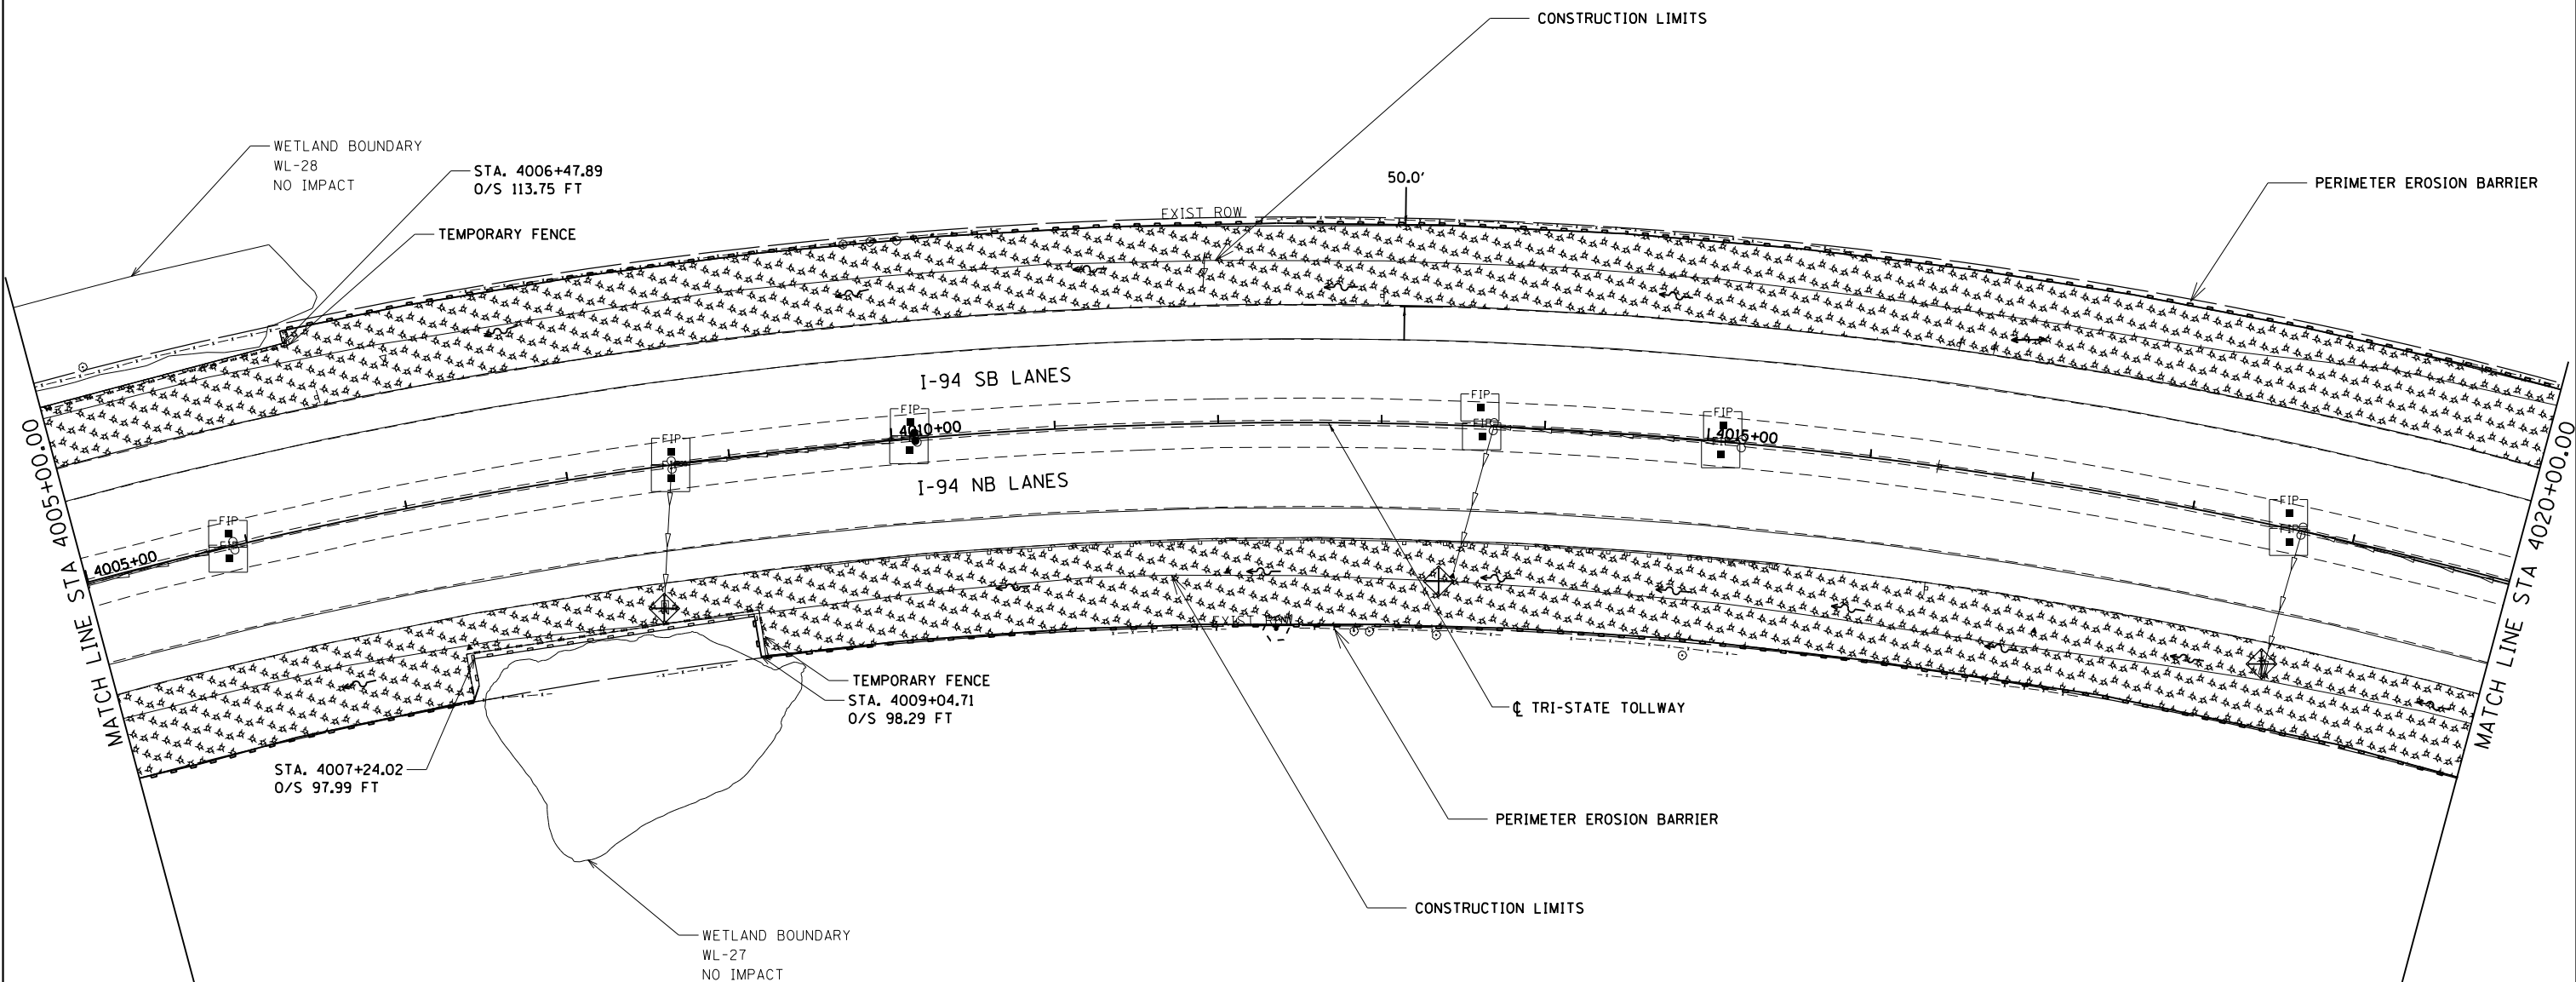 CONSTRUCTION LIMITS
WETLAND BOUNDARY
WL-28
NO IMPACT
STA. 4006+47.89
O/S 113.75 FT
TEMPORARY FENCE
50.0'
PERIMETER EROSION BARRIER
EXIST ROW
I-94 SB LANES
FIP
FIP
FIP
FIP
FIP
FIP
FIP
FIP
4010+00
4015+00
I-94 NB LANES
4005+00
MATCH LINE STA 4005+00.00
MATCH LINE STA 4020+00.00
EXIST ROW
TEMPORARY FENCE
STA. 4009+04.71
O/S 98.29 FT
℄ TRI-STATE TOLLWAY
STA. 4007+24.02
O/S 97.99 FT
PERIMETER EROSION BARRIER
CONSTRUCTION LIMITS
WETLAND BOUNDARY
WL-27
NO IMPACT